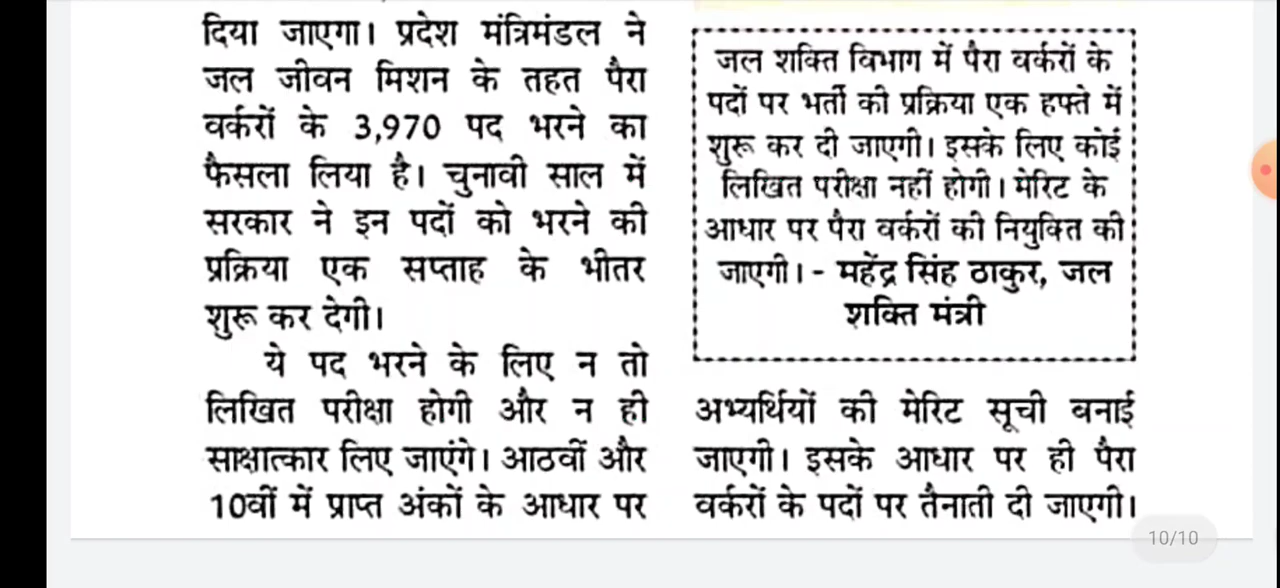 दिया जाएगा। प्रदेश मंत्रिमंडल ने
जल जीवन मिशन के तहत पैरा
वर्करों के 3,970 पद भरने का
फैसला लिया है। चुनावी साल में
सरकार ने इन पदों को भरने की
प्रक्रिया एक सप्ताह के भीतर
शुरू कर देगी।
ये पद भरने के लिए न तो
लिखित परीक्षा होगी और न ही
साक्षात्कार लिए जाएंगे। आठवीं और
10वीं में प्राप्त अंकों के आधार पर
जल शक्ति विभाग में पैरा वर्करों के
पदों पर भर्ती की प्रक्रिया एक हफ्ते में
शुरू कर दी जाएगी। इसके लिए कोई
लिखित परीक्षा नहीं होगी। मेरिट के
आधार पर पैरा वर्करों की नियुक्ति की
जाएगी। - महेंद्र सिंह ठाकुर, जल
शक्ति मंत्री
अभ्यर्थियों की मेरिट सूची बनाई
जाएगी। इसके आधार पर ही पैरा
वर्करों के पदों पर तैनाती दी जाएगी।
10/10